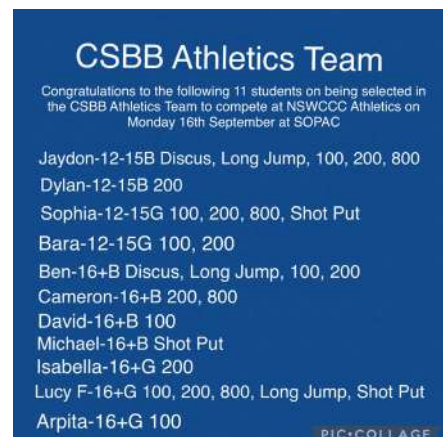 CSBB Athletics Team
Congratulations to the following 11 students on being selected in
the CSBB Athletics Team to compete at NSWCCC Athletics on
Monday 16th September at SOPAC
Jaydon-12-15B Discus, Long Jump, 100, 200, 800
Dylan-12-15B 200
Sophia-12-15G 100, 200, 800, Shot Put
Bara-12-15G 100, 200
Ben-16+B Discus, Long Jump, 100, 200
Cameron-16+B 200, 800
David-16+B 100
Michael-16+B Shot Put
Isabella-16+G 200
Lucy F-16+G 100, 200, 800, Long Jump, Shot Put
Arpita-16+G 100
PIC•COLLAGE